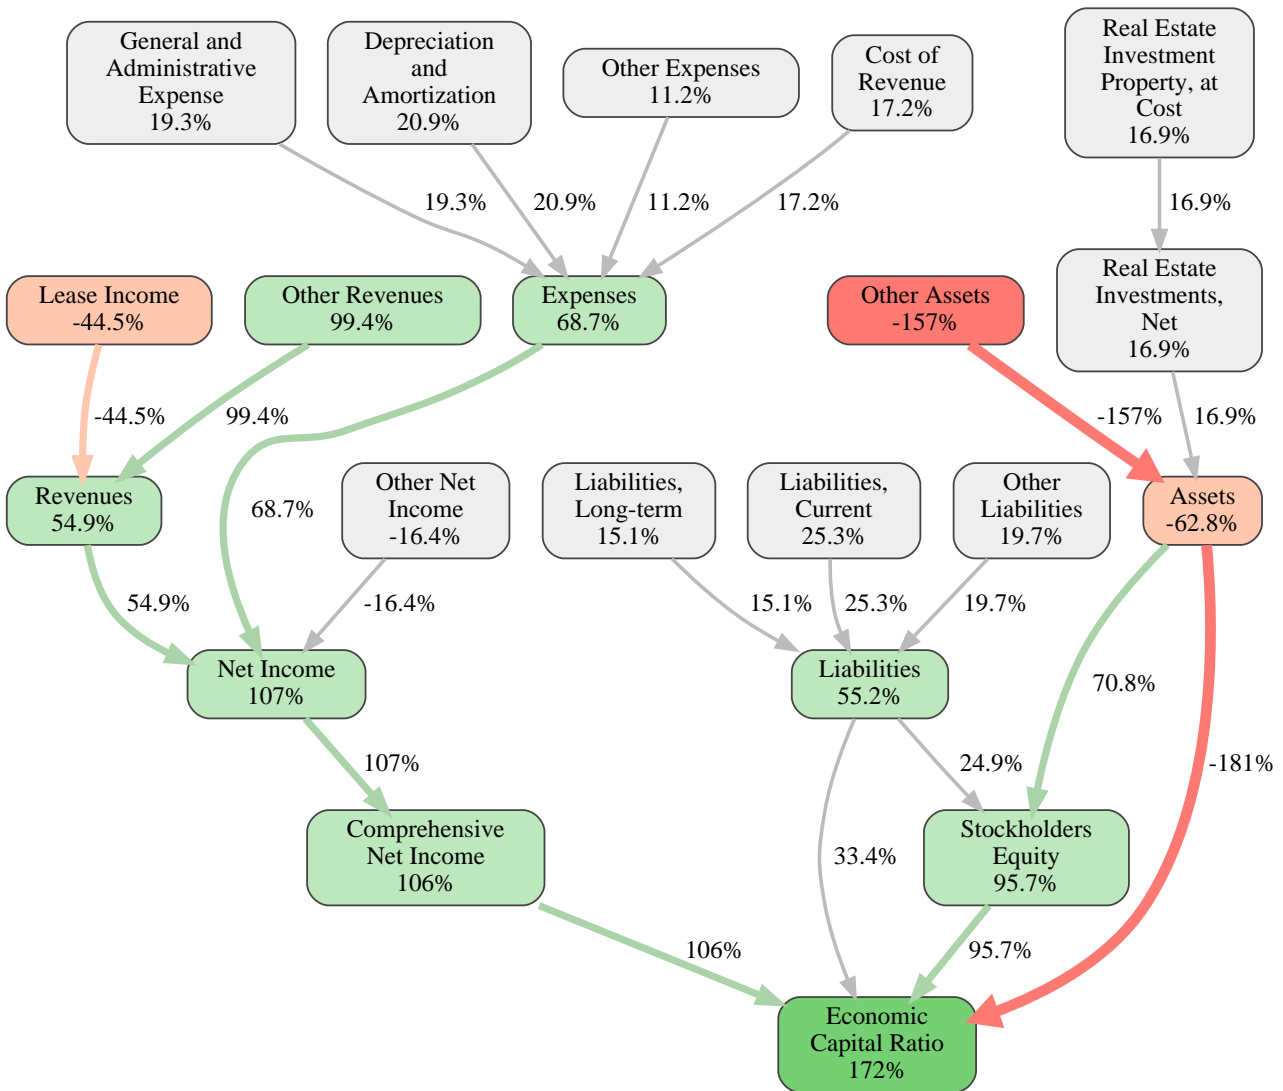 General and
Administrative
Expense
19.3%
Depreciation
and
Amortization
20.9%
Other Expenses
11.2%
Cost of
Revenue
17.2%
Real Estate
Investment
Property, at
Cost
16.9%
19.3%
20.9%
11.2%
17.2%
16.9%
Lease Income
-44.5%
Other Revenues
99.4%
Expenses
68.7%
Other Assets
-157%
Real Estate
Investments,
Net
16.9%
-44.5%
99.4%
-157%
16.9%
Revenues
54.9%
68.7%
Other Net
Income
-16.4%
Liabilities,
Long-term
15.1%
Liabilities,
Current
25.3%
Other
Liabilities
19.7%
Assets
-62.8%
54.9%
-16.4%
15.1%
25.3%
19.7%
Net Income
107%
Liabilities
55.2%
70.8%
107%
24.9%
-181%
Comprehensive
Net Income
106%
33.4%
Stockholders
Equity
95.7%
106%
95.7%
Economic
Capital Ratio
172%